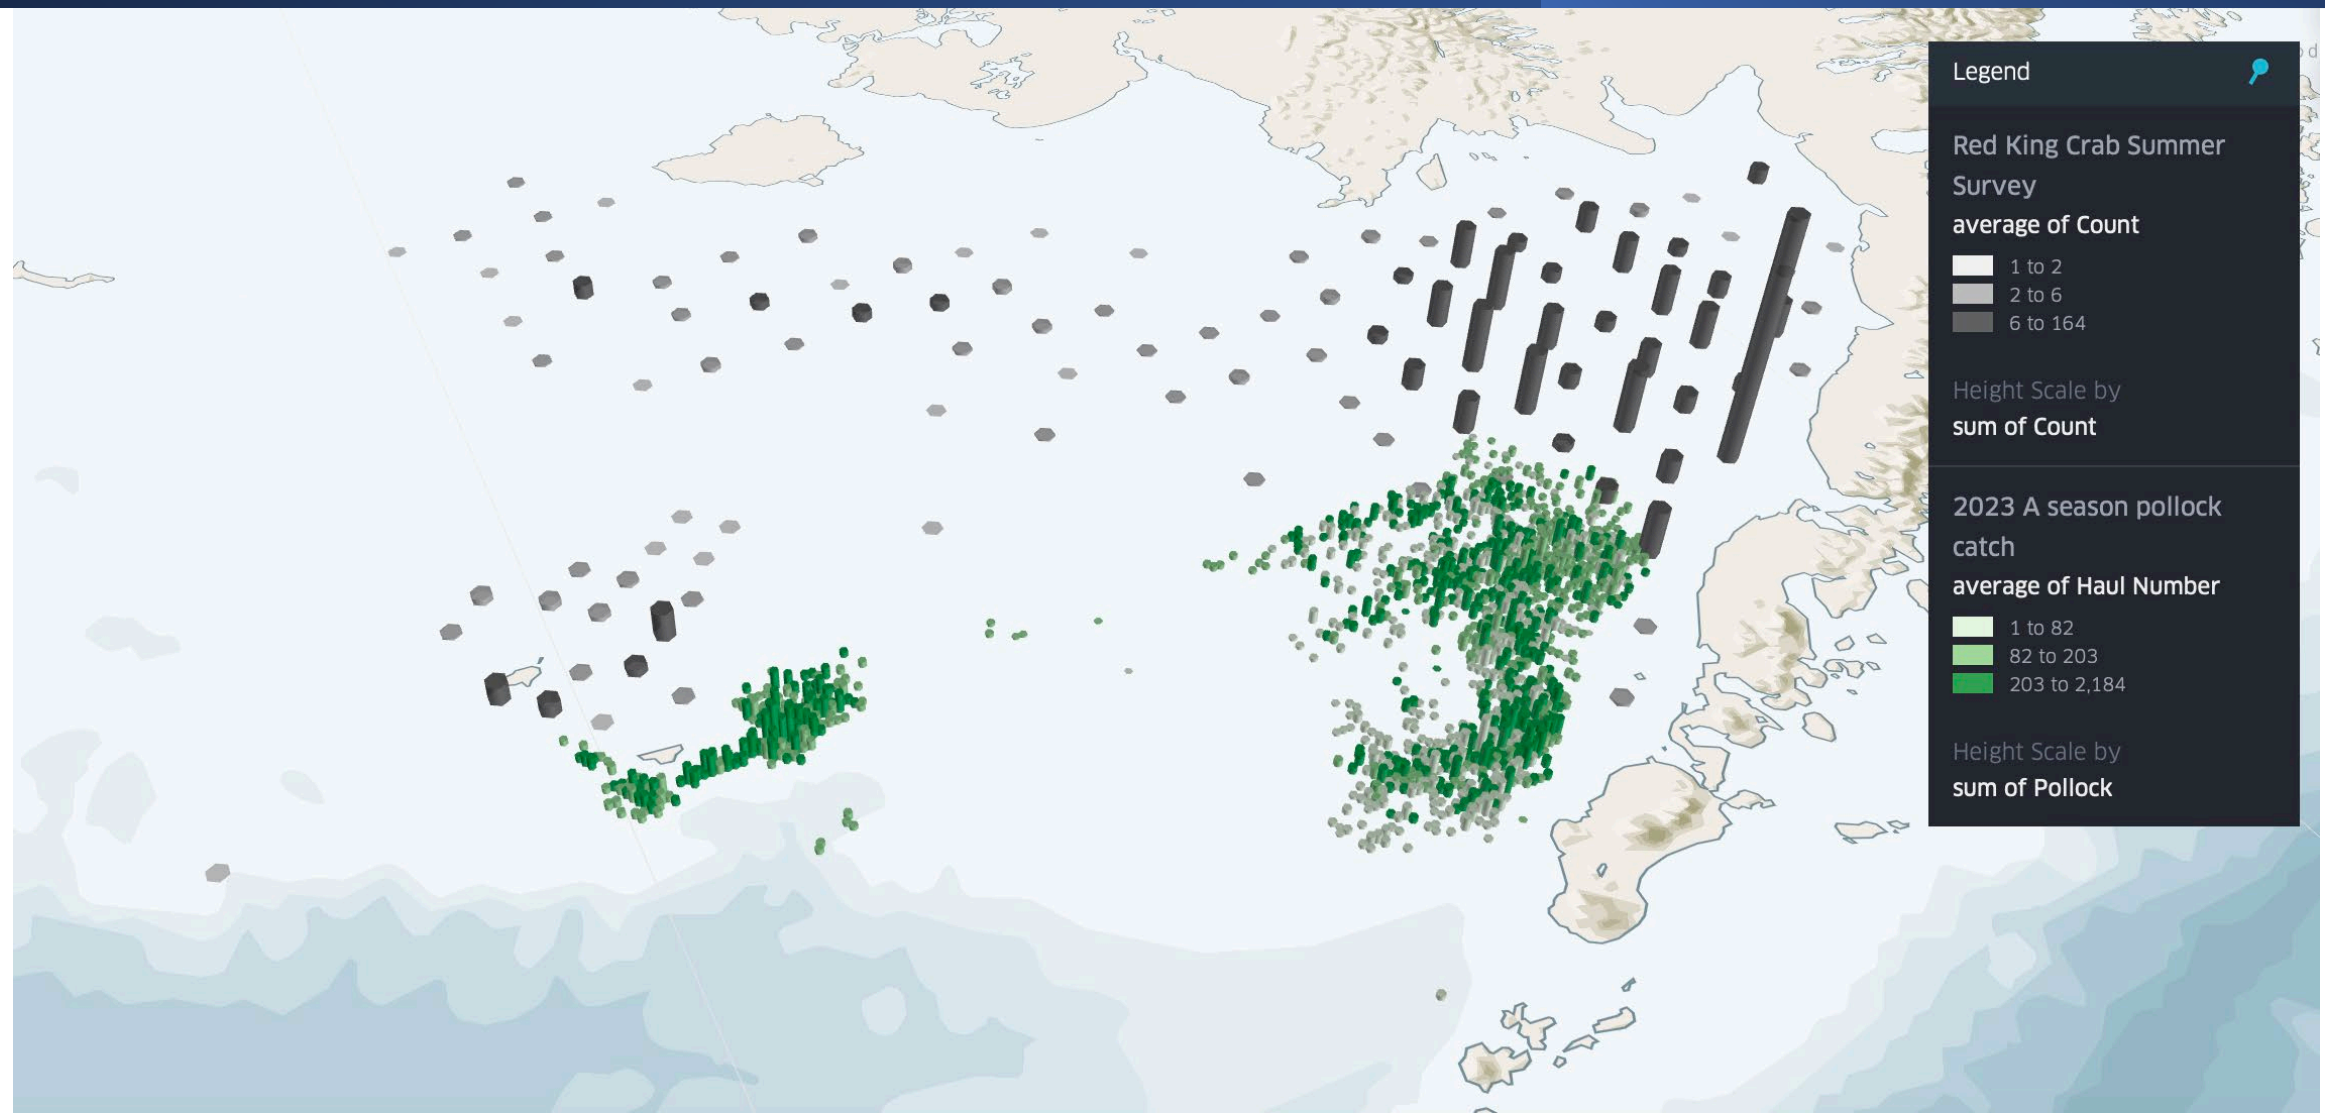 Legend
Red King Crab Summer
Survey
average of Count
1 to 2
2 to 6
6 to 164
Height Scale by
sum of Count
2023 A season pollock
catch
average of Haul Number
1 to 82
82 to 203
203 to 2,184
Height Scale by
sum of Pollock